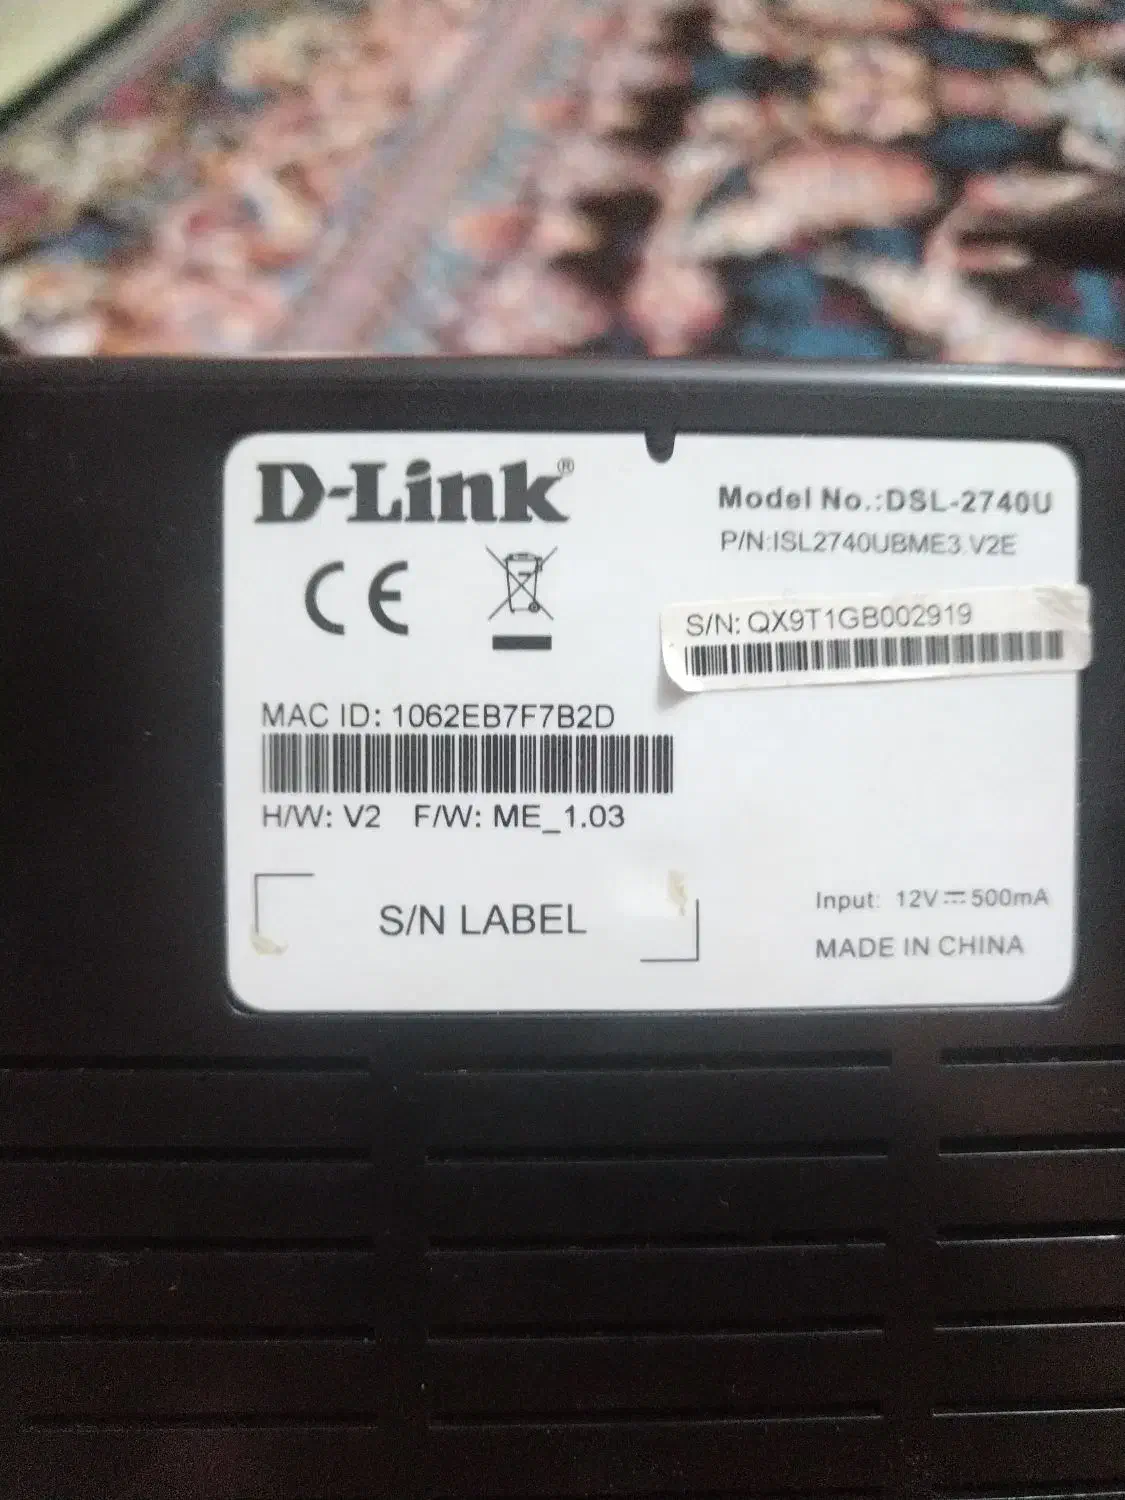 D-Link®
Model No.:DSL-2740U
P/N:ISL2740UBME3.V2E
CE
S/N: QX9T1GB002919
MAC ID: 1062EB7F7B2D
H/W: V2 F/W: ME_1.03
S/N LABEL
Input: 12V⎓500mA
MADE IN CHINA